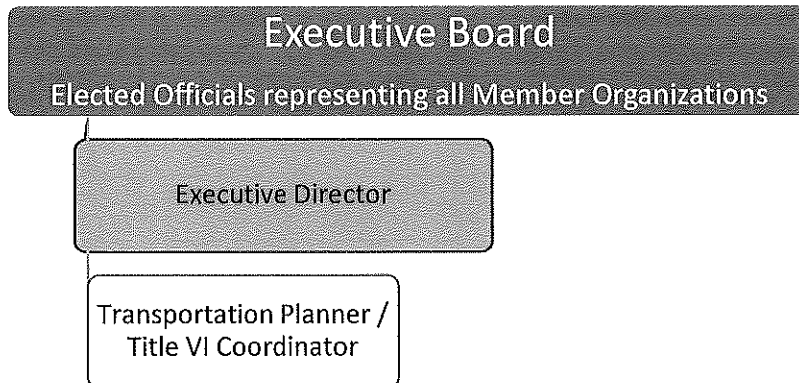 Executive Board
Elected Officials representing all Member Organizations
Executive Director
Transportation Planner /
Title VI Coordinator